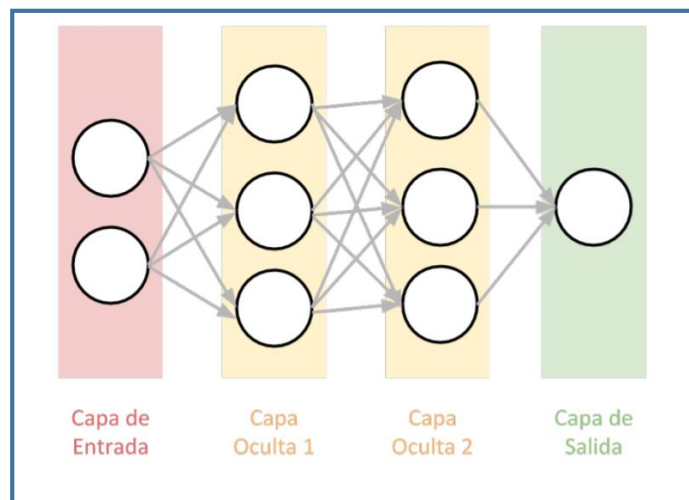 Capa de
Entrada
Capa
Oculta 1
Capa
Oculta 2
Capa de
Salida